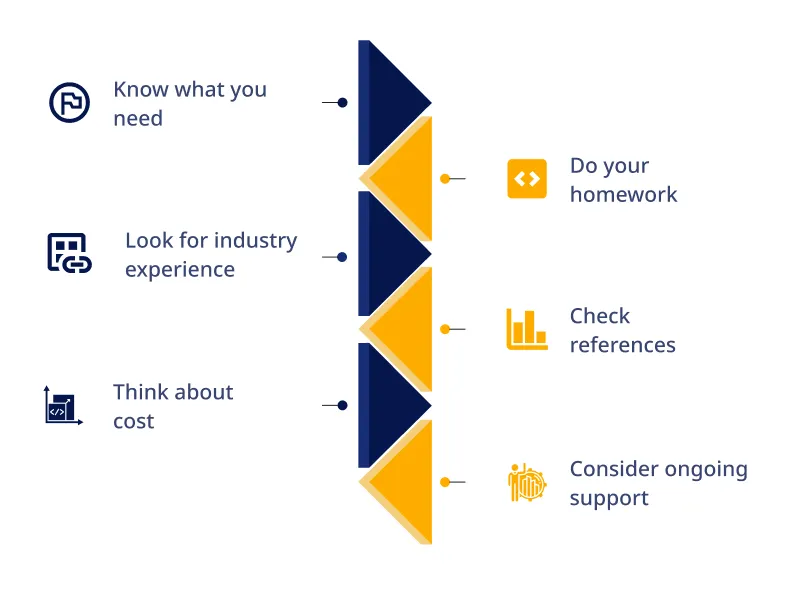 Know what you
need
Do your
homework
Look for industry
experience
Check
references
Think about
cost
Consider ongoing
support